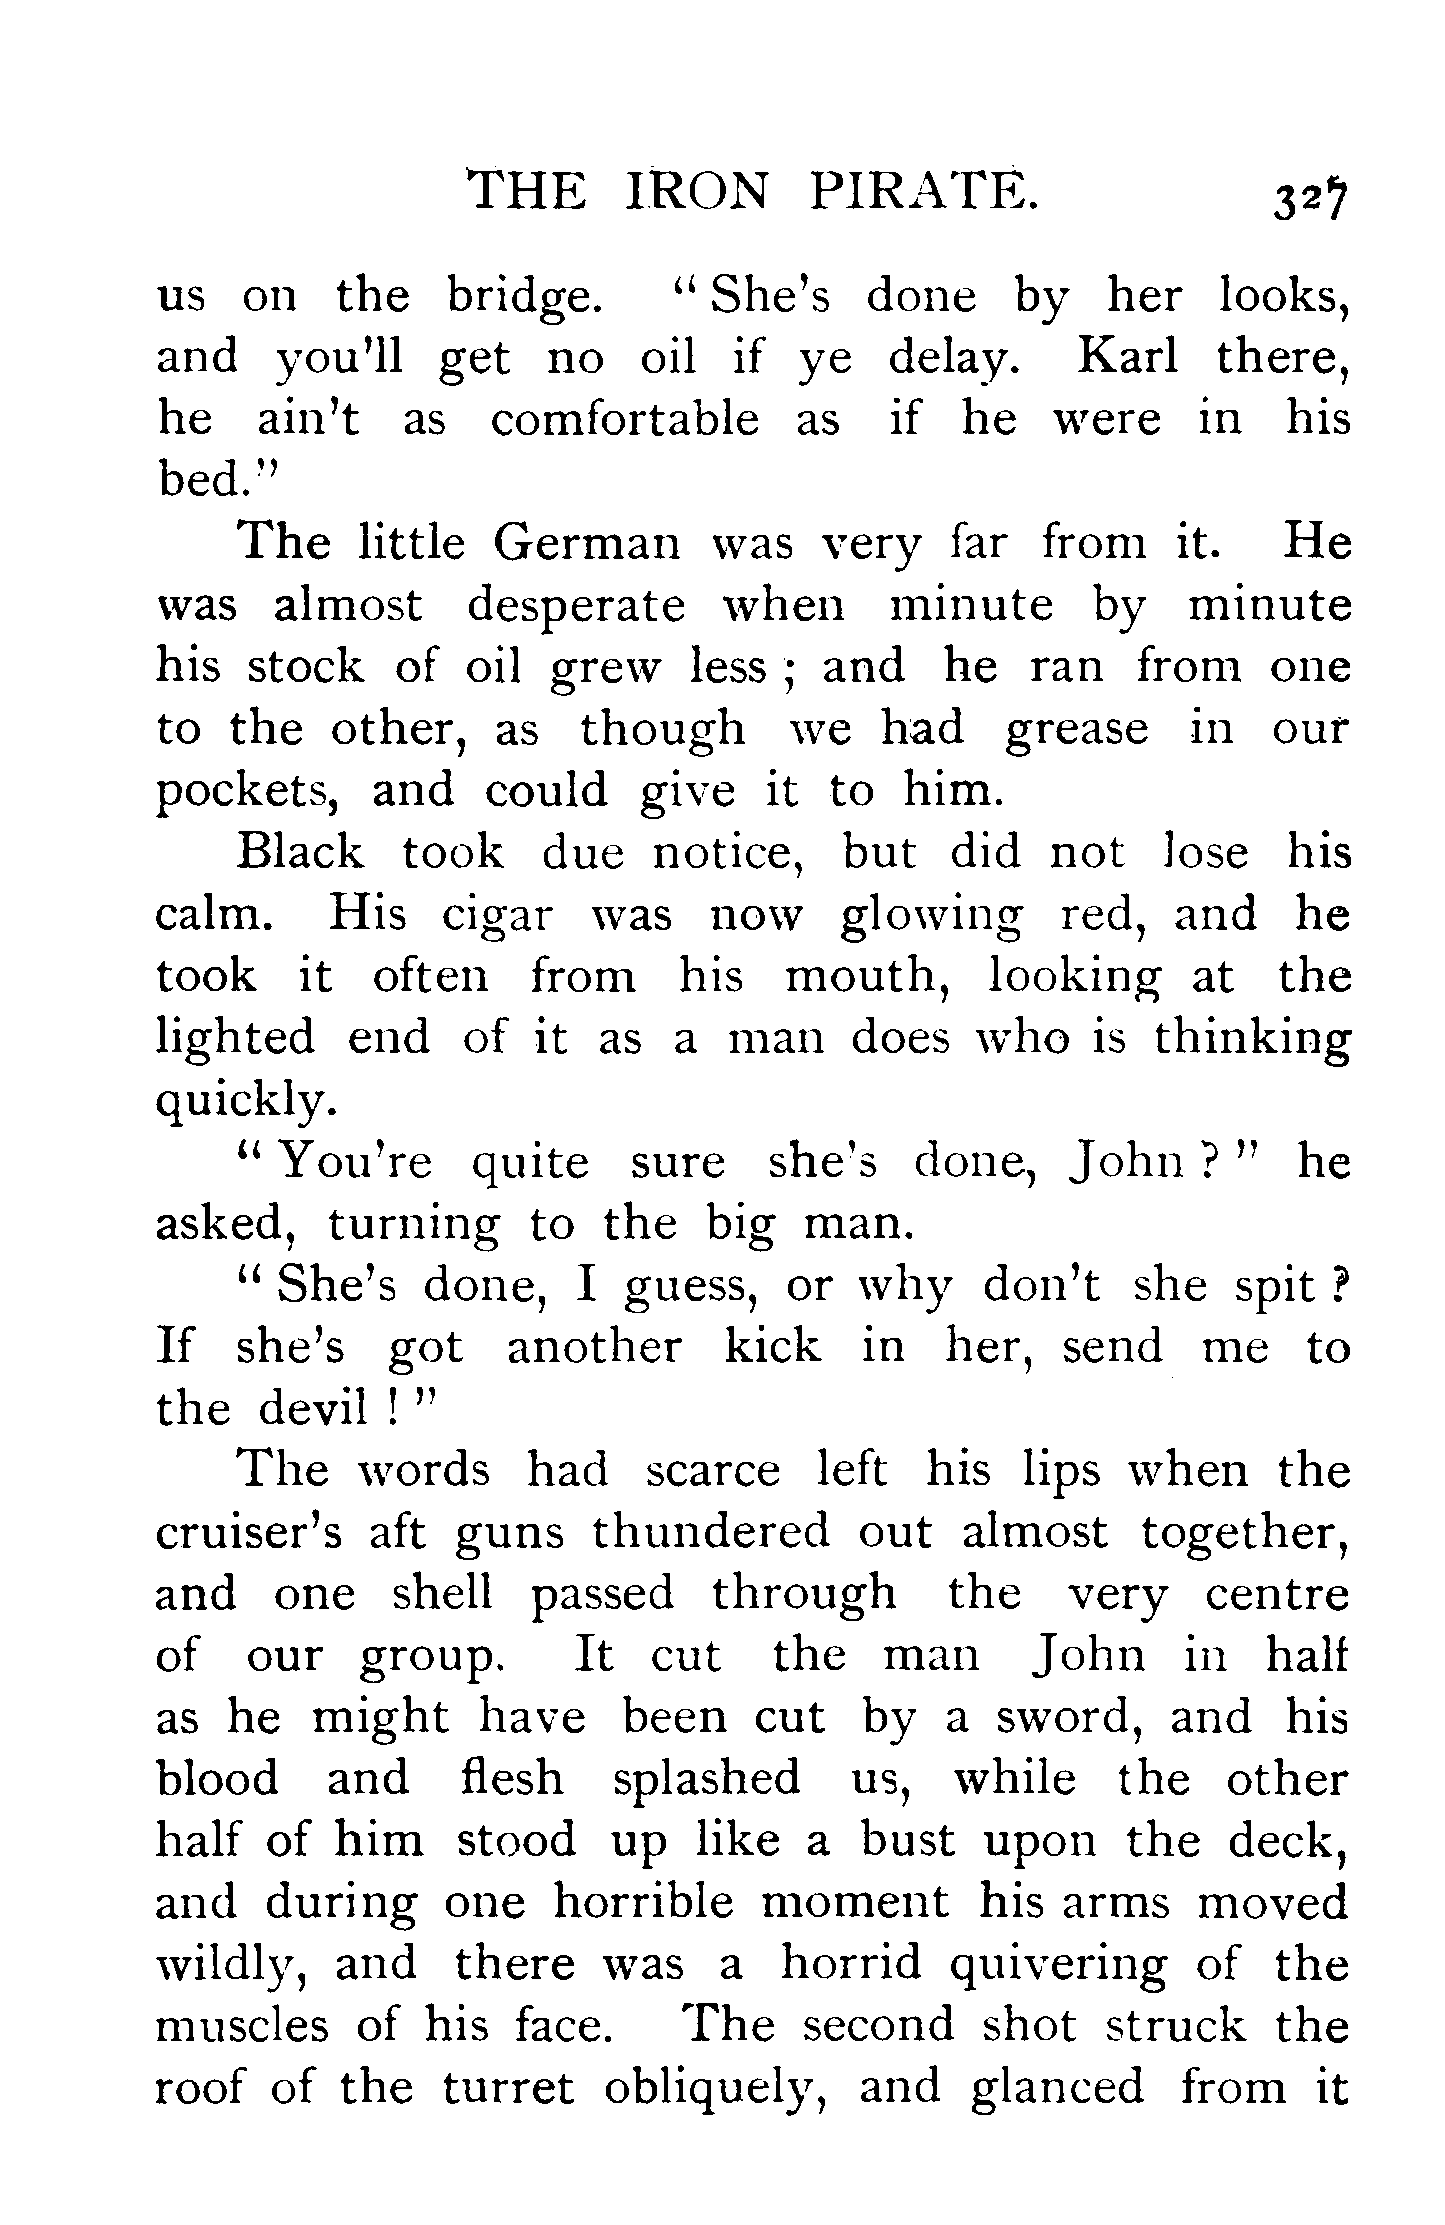 THE IRON PIRATE. 327
us on the bridge. “ She's done by her looks,
and you'll get no oil if ye delay. Karl there,
he ain't as comfortable as if he were in his
bed.”
The little German was very far from it. He
was almost desperate when minute by minute
his stock of oil grew less ; and he ran from one
to the other, as though we had grease in our
pockets, and could give it to him.
Black took due notice, but did not lose his
calm. His cigar was now glowing red, and he
took it often from his mouth, looking at the
lighted end of it as a man does who is thinking
quickly.
“ You're quite sure she's done, John ? ” he
asked, turning to the big man.
“ She's done, I guess, or why don't she spit ?
If she's got another kick in her, send me to
the devil ! ”
The words had scarce left his lips when the
cruiser's aft guns thundered out almost together,
and one shell passed through the very centre
of our group. It cut the man John in half
as he might have been cut by a sword, and his
blood and flesh splashed us, while the other
half of him stood up like a bust upon the deck,
and during one horrible moment his arms moved
wildly, and there was a horrid quivering of the
muscles of his face. The second shot struck the
roof of the turret obliquely, and glanced from it